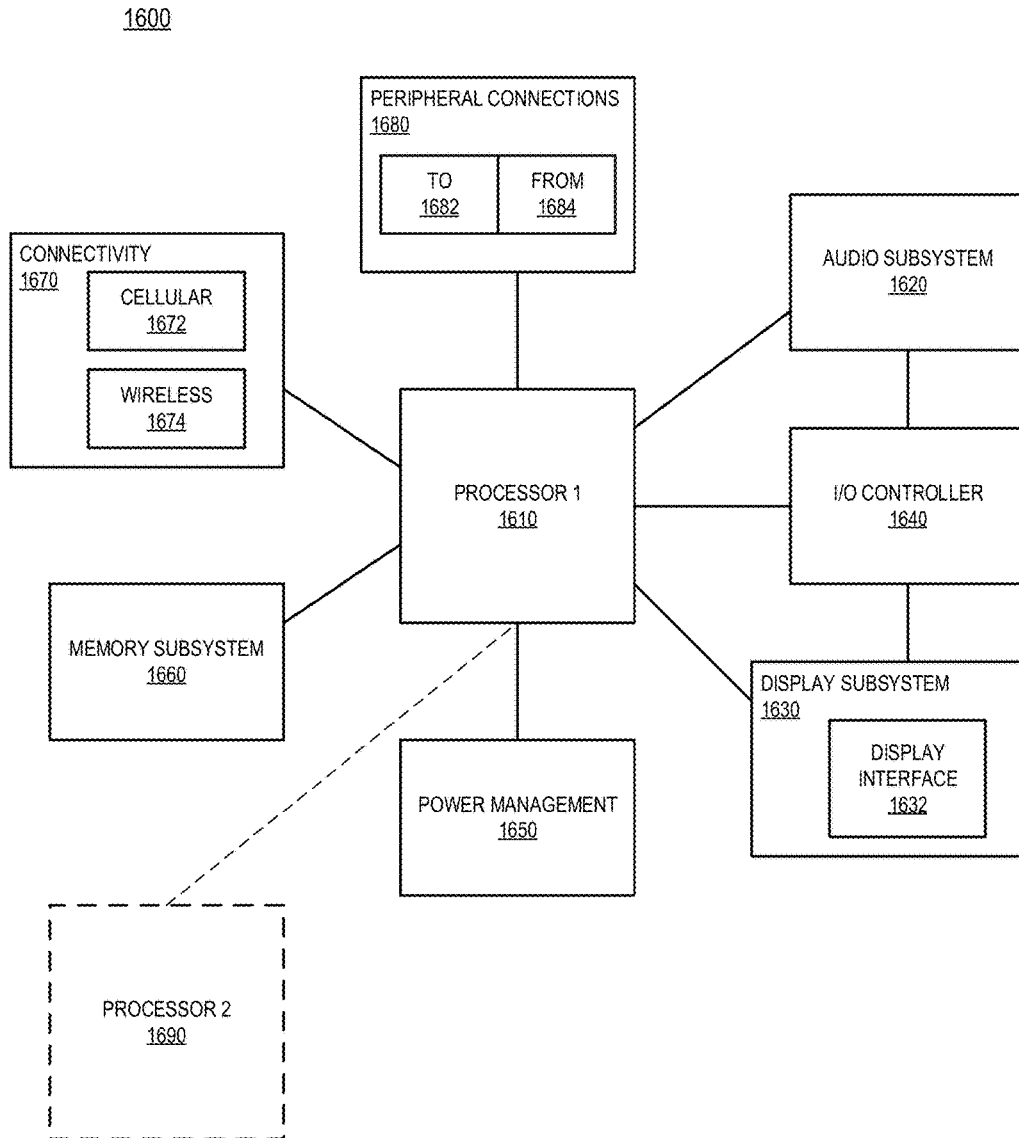 1600
PERIPHERAL CONNECTIONS
1680
TO
1682
FROM
1684
CONNECTIVITY
1670
CELLULAR
1672
WIRELESS
1674
AUDIO SUBSYSTEM
1620
PROCESSOR 1
1610
I/O CONTROLLER
1640
MEMORY SUBSYSTEM
1660
DISPLAY SUBSYSTEM
1630
DISPLAY
INTERFACE
1632
POWER MANAGEMENT
1650
PROCESSOR 2
1690